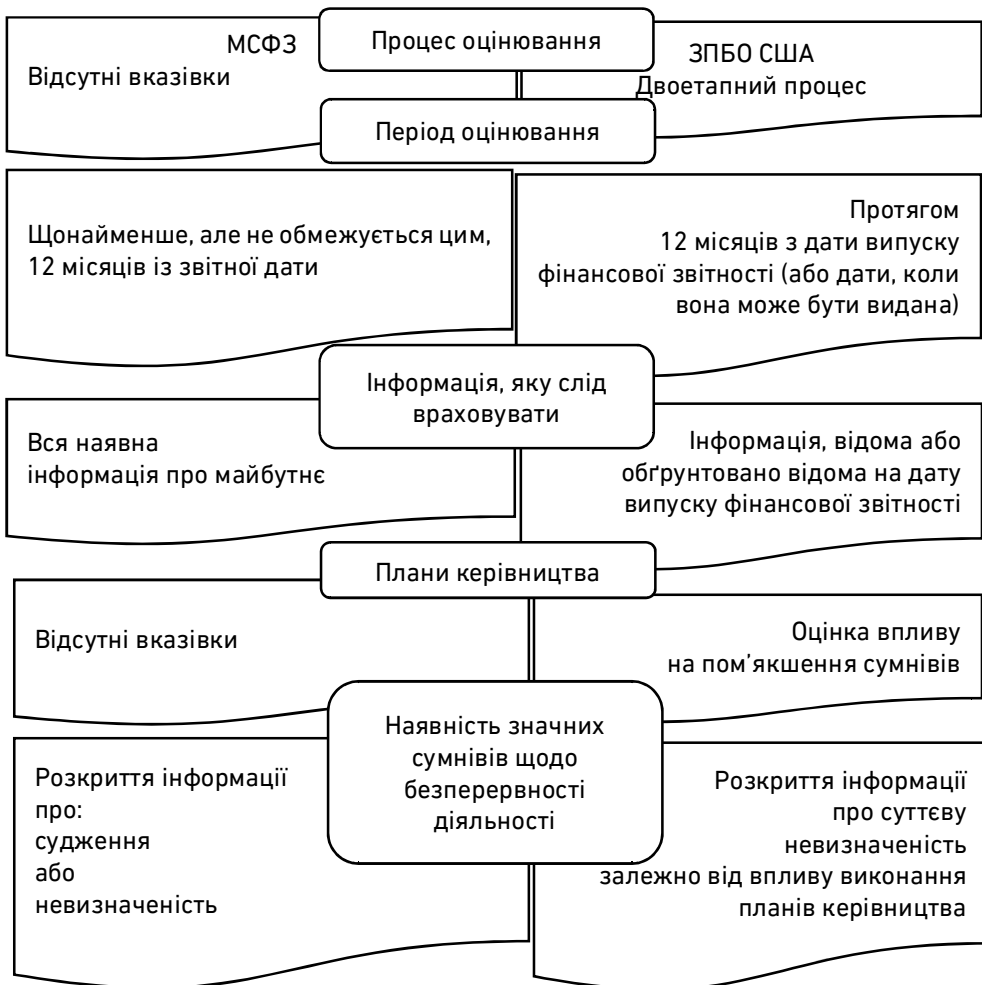 Процес оцінювання
МСФЗ
Відсутні вказівки
ЗПБО США
Двоетапний процес
Період оцінювання
Щонайменше, але не обмежується цим,
12 місяців із звітної дати
Протягом
12 місяців з дати випуску
фінансової звітності (або дати, коли
вона може бути видана)
Інформація, яку слід
враховувати
Вся наявна
інформація про майбутнє
Інформація, відома або
обґрунтовано відома на дату
випуску фінансової звітності
Плани керівництва
Відсутні вказівки
Оцінка впливу
на пом’якшення сумнівів
Наявність значних
сумнівів щодо
безперервності
діяльності
Розкриття інформації
про:
судження
або
невизначеність
Розкриття інформації
про суттєву
невизначеність
залежно від впливу виконання
планів керівництва